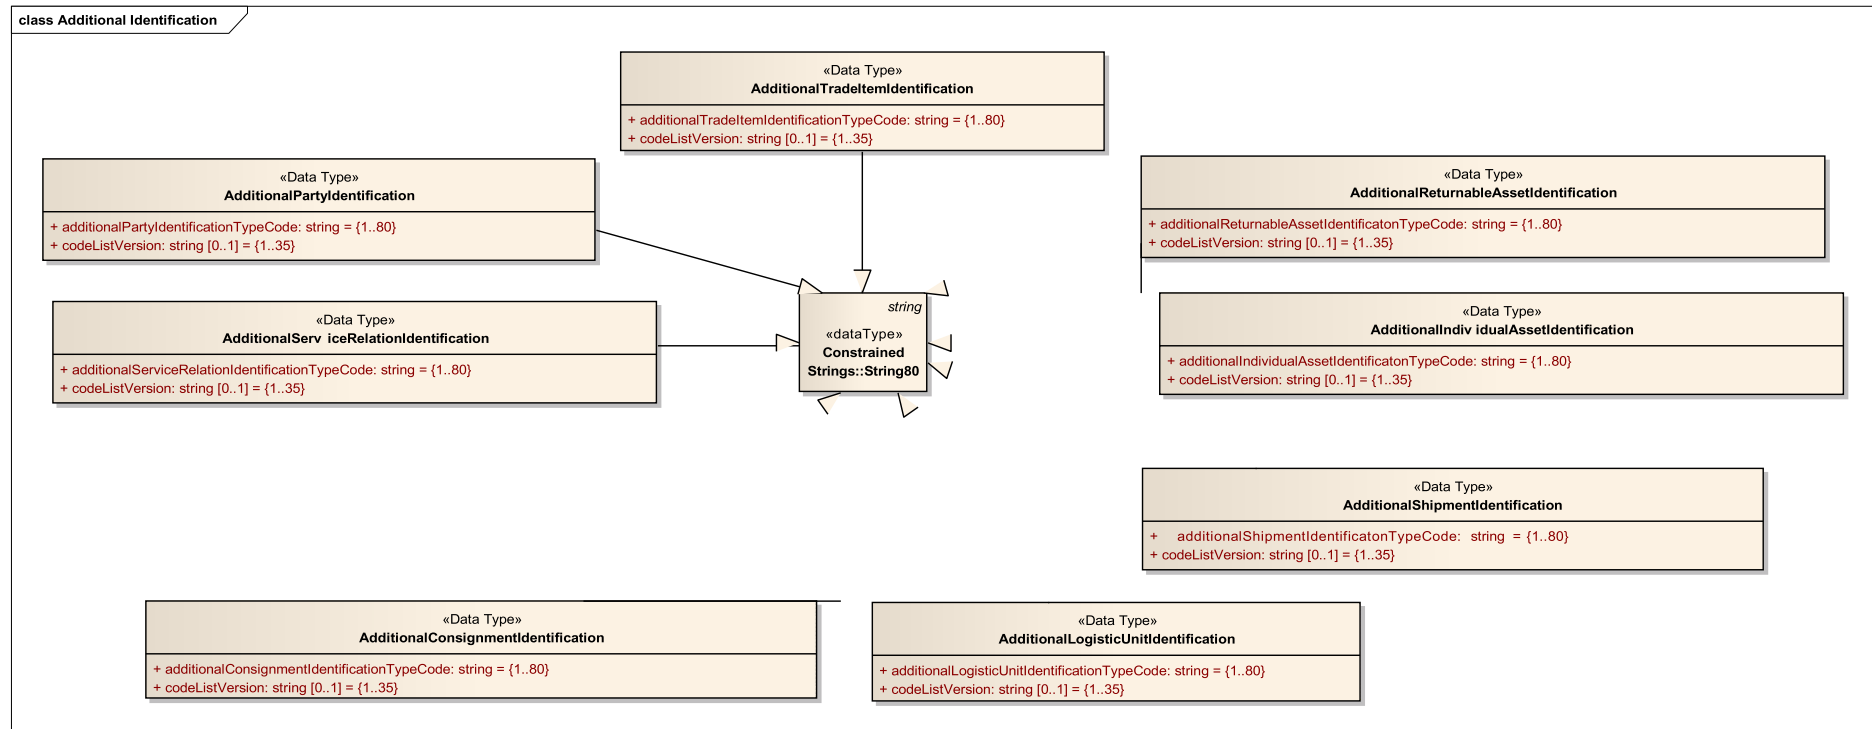 class Additional Identification
«Data Type»
AdditionalTradeItemIdentification
+ additionalTradeItemIdentificationTypeCode: string = {1..80}
+ codeListVersion: string [0..1] = {1..35}
«Data Type»
AdditionalPartyIdentification
+ additionalPartyIdentificationTypeCode: string = {1..80}
+ codeListVersion: string [0..1] = {1..35}
«Data Type»
AdditionalReturnableAssetIdentification
+ additionalReturnableAssetIdentificatonTypeCode: string = {1..80}
+ codeListVersion: string [0..1] = {1..35}
«Data Type»
AdditionalServ iceRelationIdentification
+ additionalServiceRelationIdentificationTypeCode: string = {1..80}
+ codeListVersion: string [0..1] = {1..35}
string
«dataType»
Constrained
Strings::String80
«Data Type»
AdditionalIndiv idualAssetIdentification
+ additionalIndividualAssetIdentificatonTypeCode: string = {1..80}
+ codeListVersion: string [0..1] = {1..35}
«Data Type»
AdditionalShipmentIdentification
+ additionalShipmentIdentificatonTypeCode: string = {1..80}
+ codeListVersion: string [0..1] = {1..35}
«Data Type»
AdditionalConsignmentIdentification
+ additionalConsignmentIdentificationTypeCode: string = {1..80}
+ codeListVersion: string [0..1] = {1..35}
«Data Type»
AdditionalLogisticUnitIdentification
+ additionalLogisticUnitIdentificationTypeCode: string = {1..80}
+ codeListVersion: string [0..1] = {1..35}